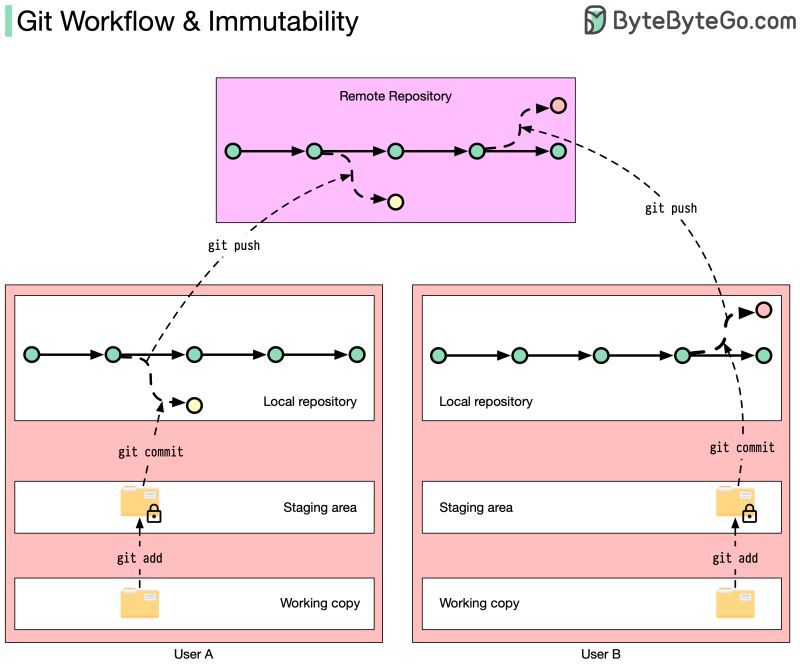 Git Workflow & Immutability
ByteByteGo.com
Remote Repository
git push
git push
Local repository
Local repository
git commit
git commit
Staging area
Staging area
git add
git add
Working copy
Working copy
User A
User B